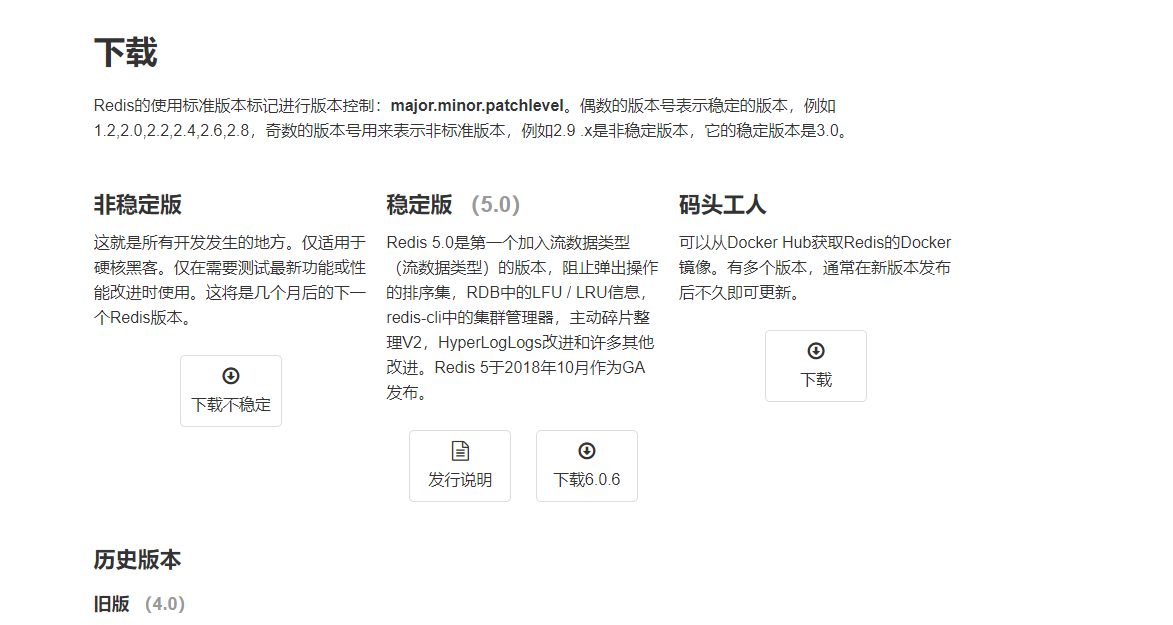 下载
Redis的使用标准版本标记进行版本控制：major.minor.patchlevel。偶数的版本号表示稳定的版本，例如
1.2,2.0,2.2,2.4,2.6,2.8，奇数的版本号用来表示非标准版本，例如2.9 .x是非稳定版本，它的稳定版本是3.0。
非稳定版
这就是所有开发发生的地方。仅适用于
硬核黑客。仅在需要测试最新功能或性
能改进时使用。这将是几个月后的下一
个Redis版本。
下载不稳定
稳定版 （5.0）
Redis 5.0是第一个加入流数据类型
（流数据类型）的版本，阻止弹出操作
的排序集，RDB中的LFU / LRU信息，
redis-cli中的集群管理器，主动碎片整
理V2，HyperLogLogs改进和许多其他
改进。Redis 5于2018年10月作为GA
发布。
发行说明
下载6.0.6
码头工人
可以从Docker Hub获取Redis的Docker
镜像。有多个版本，通常在新版本发布
后不久即可更新。
下载
历史版本
旧版 （4.0）